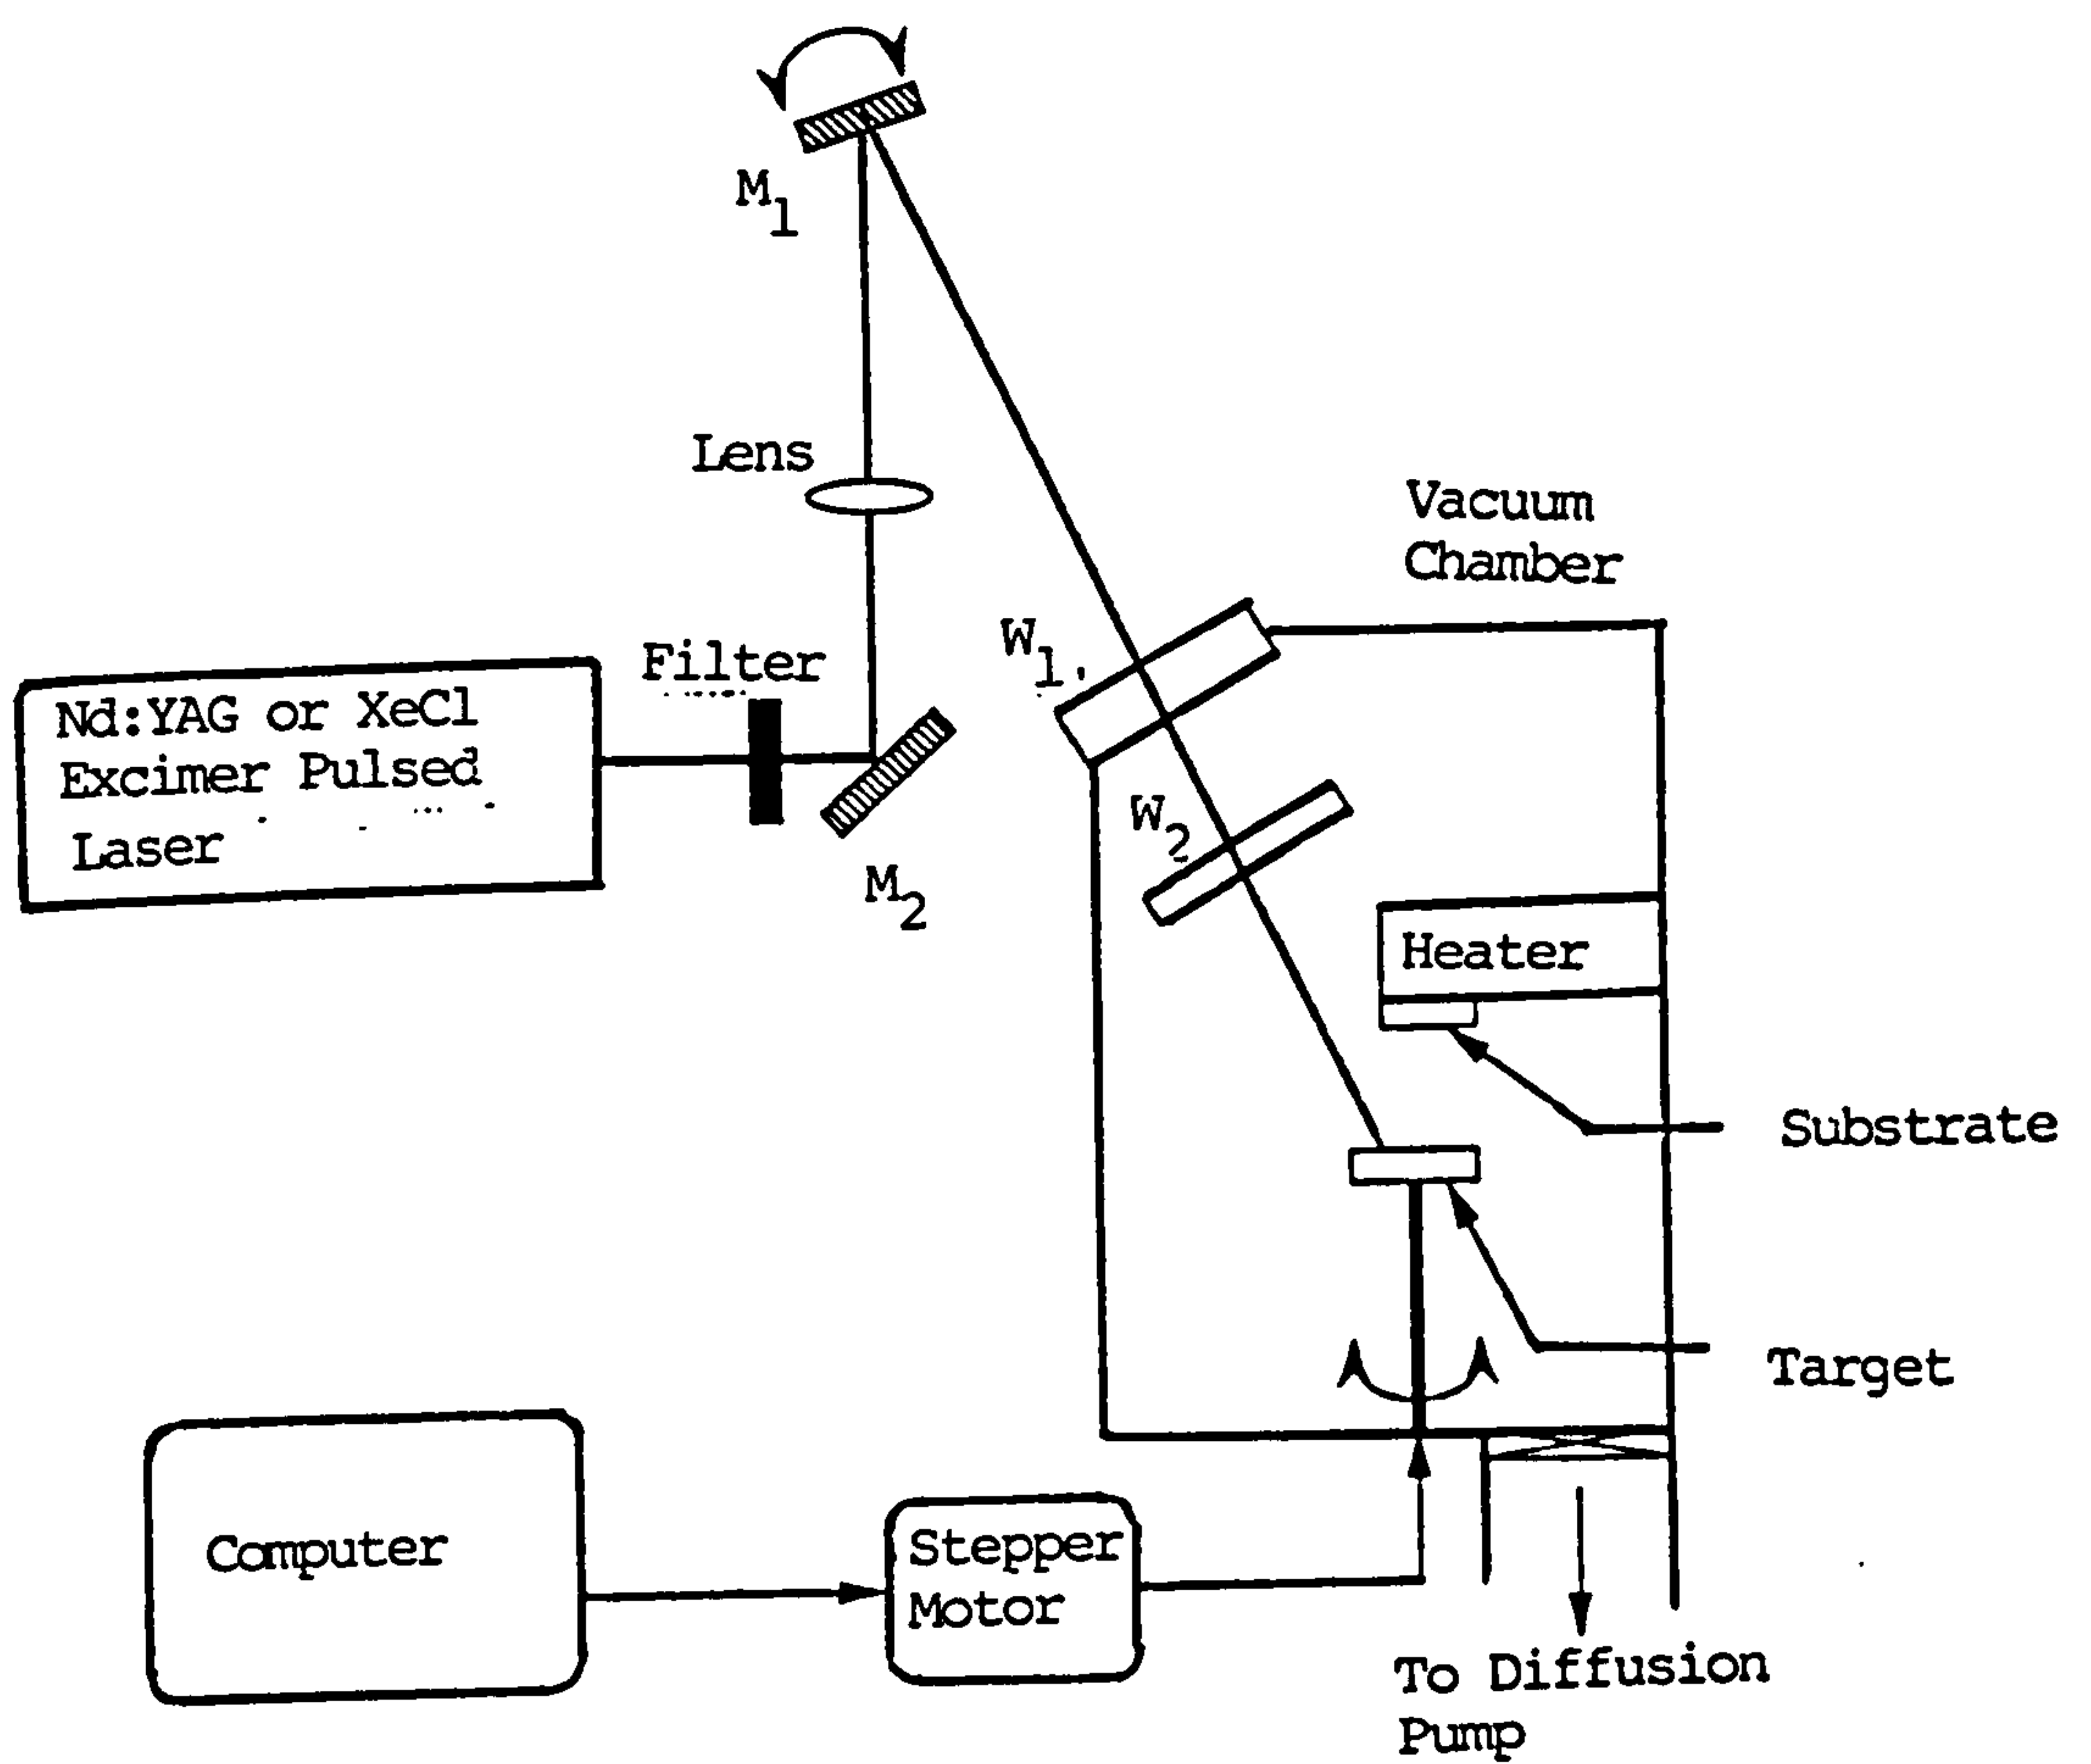 M1
Lens
Vacuum
Chamber
W1
Filter
Nd:YAG or XeCl
Excimer Pulsed
Laser
W2
M2
Heater
Substrate
Target
Computer
Stepper
Motor
To Diffusion
Pump